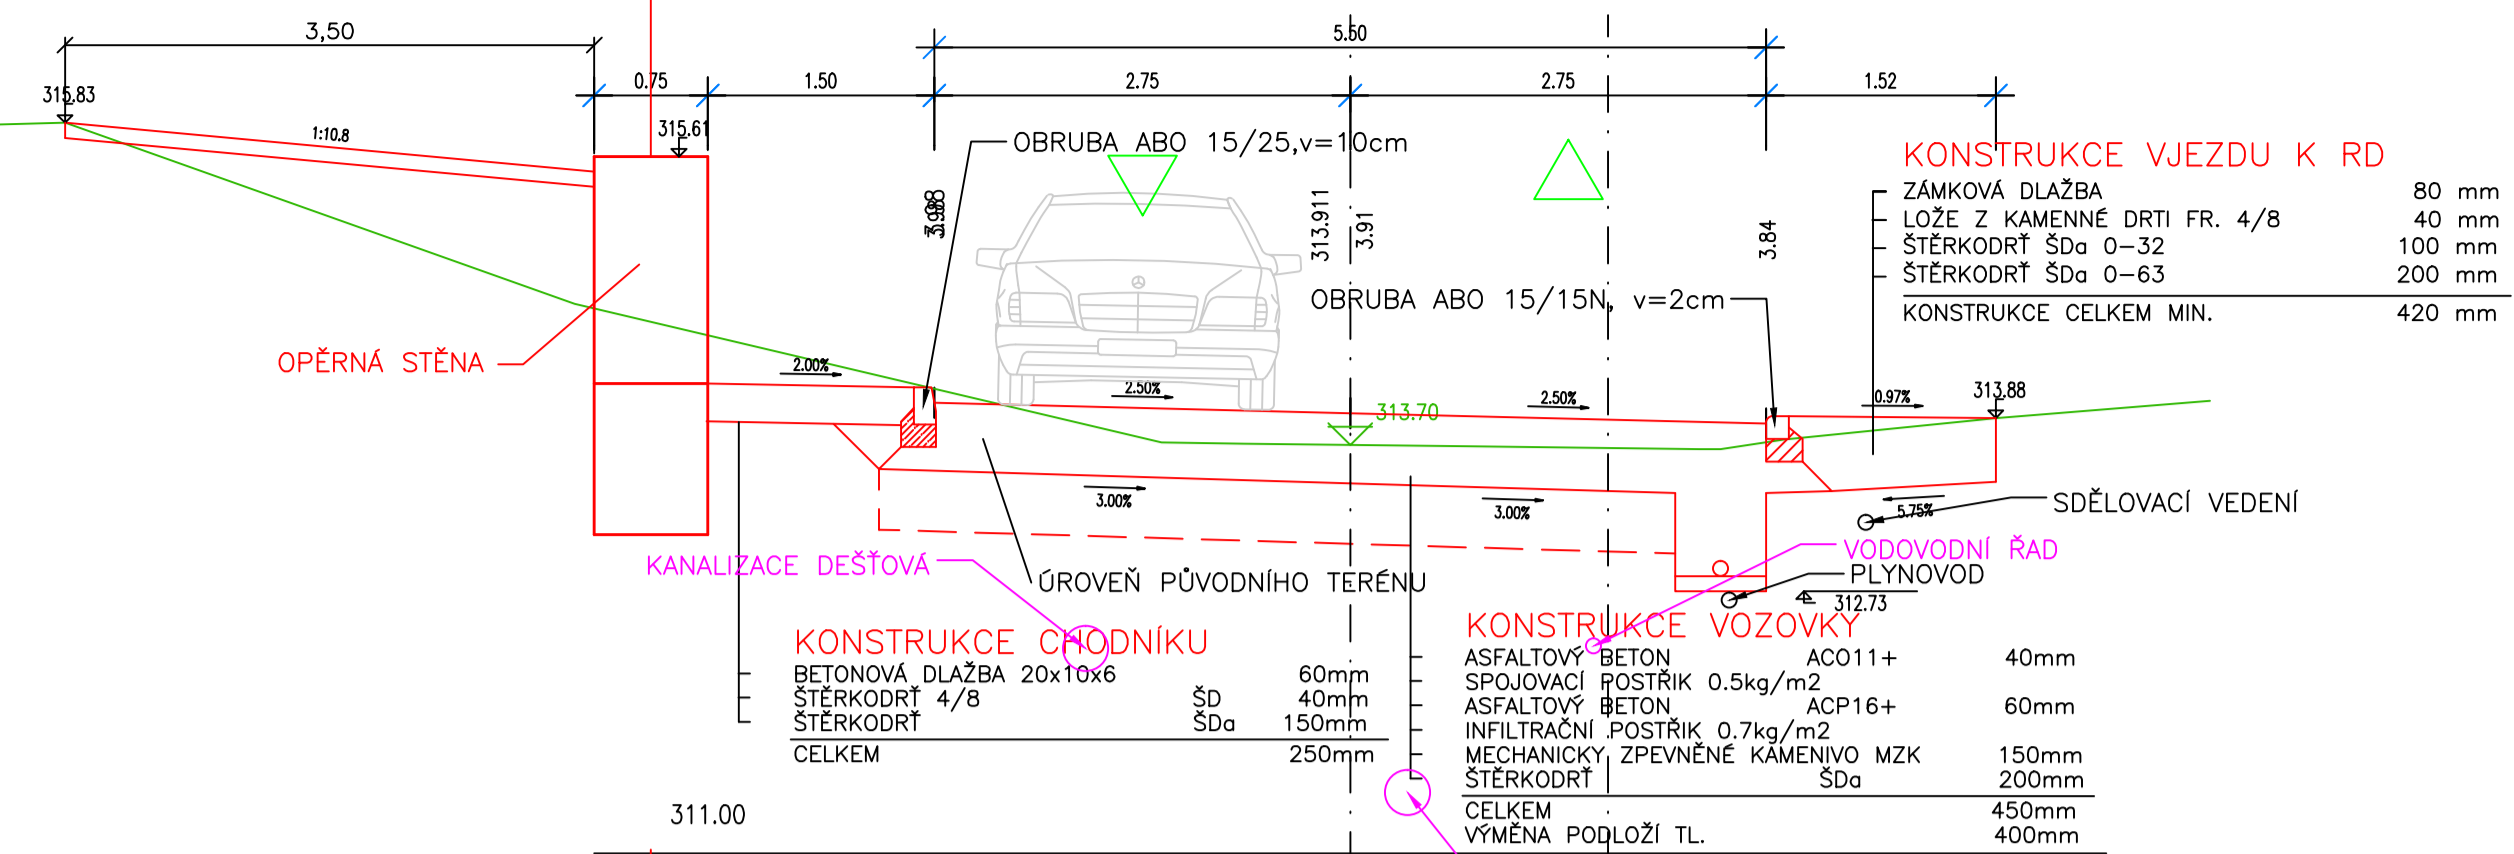 3,50
5.50
0.75
1.50
2.75
2.75
1.52
315.83
315.61
1:10.8
OBRUBA ABO 15/25,v=10cm
KONSTRUKCE VJEZDU K RD
ZÁMKOVÁ DLAŽBA 80 mm
LOŽE Z KAMENNÉ DRTI FR. 4/8 40 mm
ŠTĚRKODRŤ ŠDa 0-32 100 mm
ŠTĚRKODRŤ ŠDa 0-63 200 mm
KONSTRUKCE CELKEM MIN. 420 mm
313.911
3.91
3.84
OBRUBA ABO 15/15N, v=2cm
OPĚRNÁ STĚNA
2.00%
2.50%
2.50%
0.97%
313.88
313.70
3.00%
3.00%
5.75%
SDĚLOVACÍ VEDENÍ
VODOVODNÍ ŘAD
PLYNOVOD
312.73
KANALIZACE DEŠŤOVÁ
ÚROVEŇ PŮVODNÍHO TERÉNU
KONSTRUKCE CHODNÍKU
BETONOVÁ DLAŽBA 20x10x6 60mm
ŠTĚRKODRŤ 4/8 ŠD 40mm
ŠTĚRKODRŤ ŠDa 150mm
CELKEM 250mm
KONSTRUKCE VOZOVKY
ASFALTOVÝ BETON ACO11+ 40mm
SPOJOVACÍ POSTŘIK 0.5kg/m2
ASFALTOVÝ BETON ACP16+ 60mm
INFILTRAČNÍ POSTŘIK 0.7kg/m2
MECHANICKY ZPEVNĚNÉ KAMENIVO MZK 150mm
ŠTĚRKODRŤ ŠDa 200mm
CELKEM 450mm
VÝMĚNA PODLOŽÍ TL. 400mm
311.00